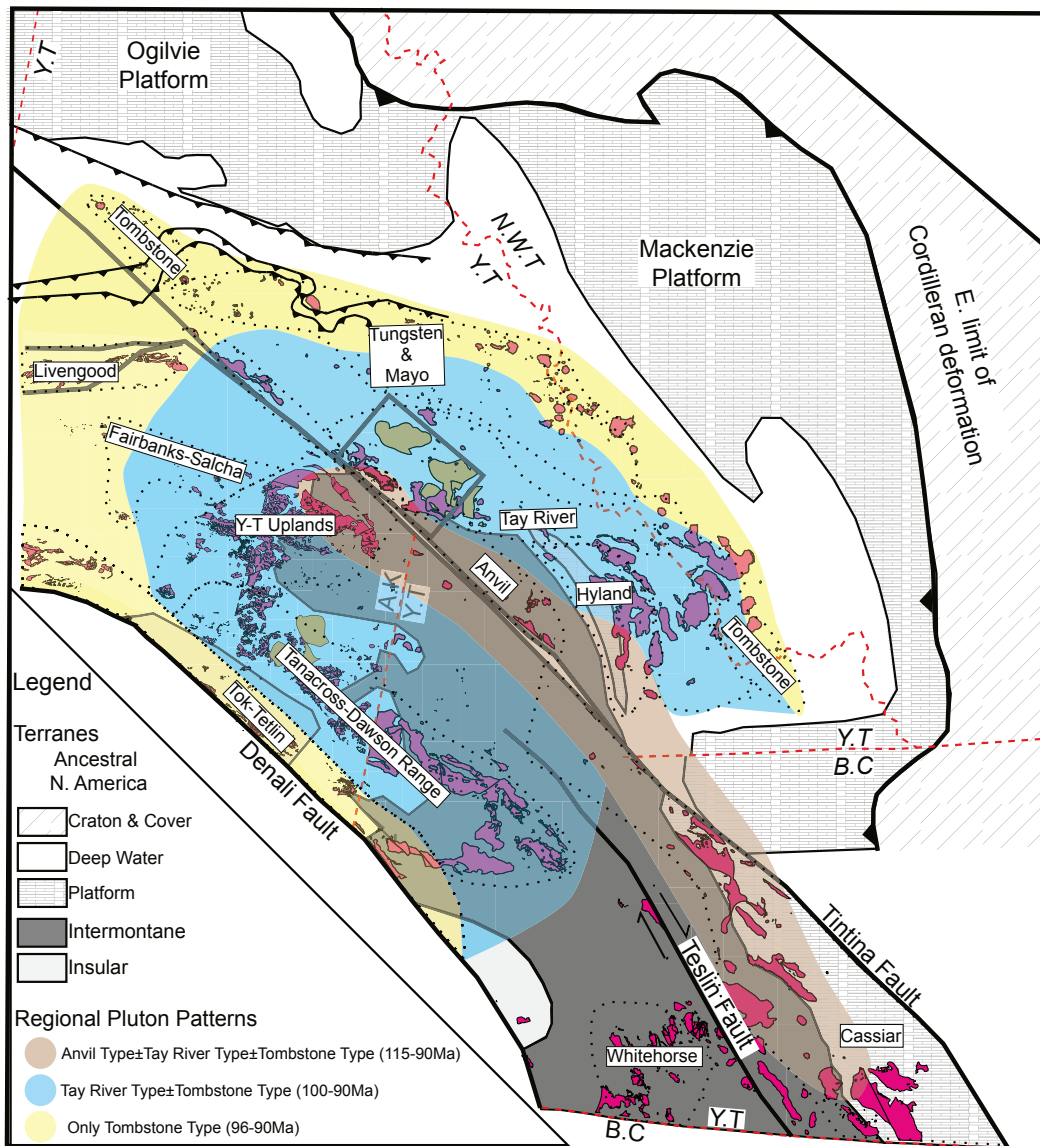 Y.T
Ogilvie
Platform
N.W.T
Y.T
Mackenzie
Platform
E. limit of
Cordilleran deformation
Tombstone
Tungsten
&
Mayo
Livengood
Fairbanks-Salcha
Y-T Uplands
Tay River
Anvil
Hyland
AK
YT
Tombstone
Tanacross-Dawson Range
Tok-Tetlin
Denali Fault
Y.T
B.C
Tintina Fault
Teslin Fault
Cassiar
Whitehorse
Y.T
B.C
Legend
Terranes
Ancestral
N. America
Craton & Cover
Deep Water
Platform
Intermontane
Insular
Regional Pluton Patterns
Anvil Type±Tay River Type±Tombstone Type (115-90Ma)
Tay River Type±Tombstone Type (100-90Ma)
Only Tombstone Type (96-90Ma)